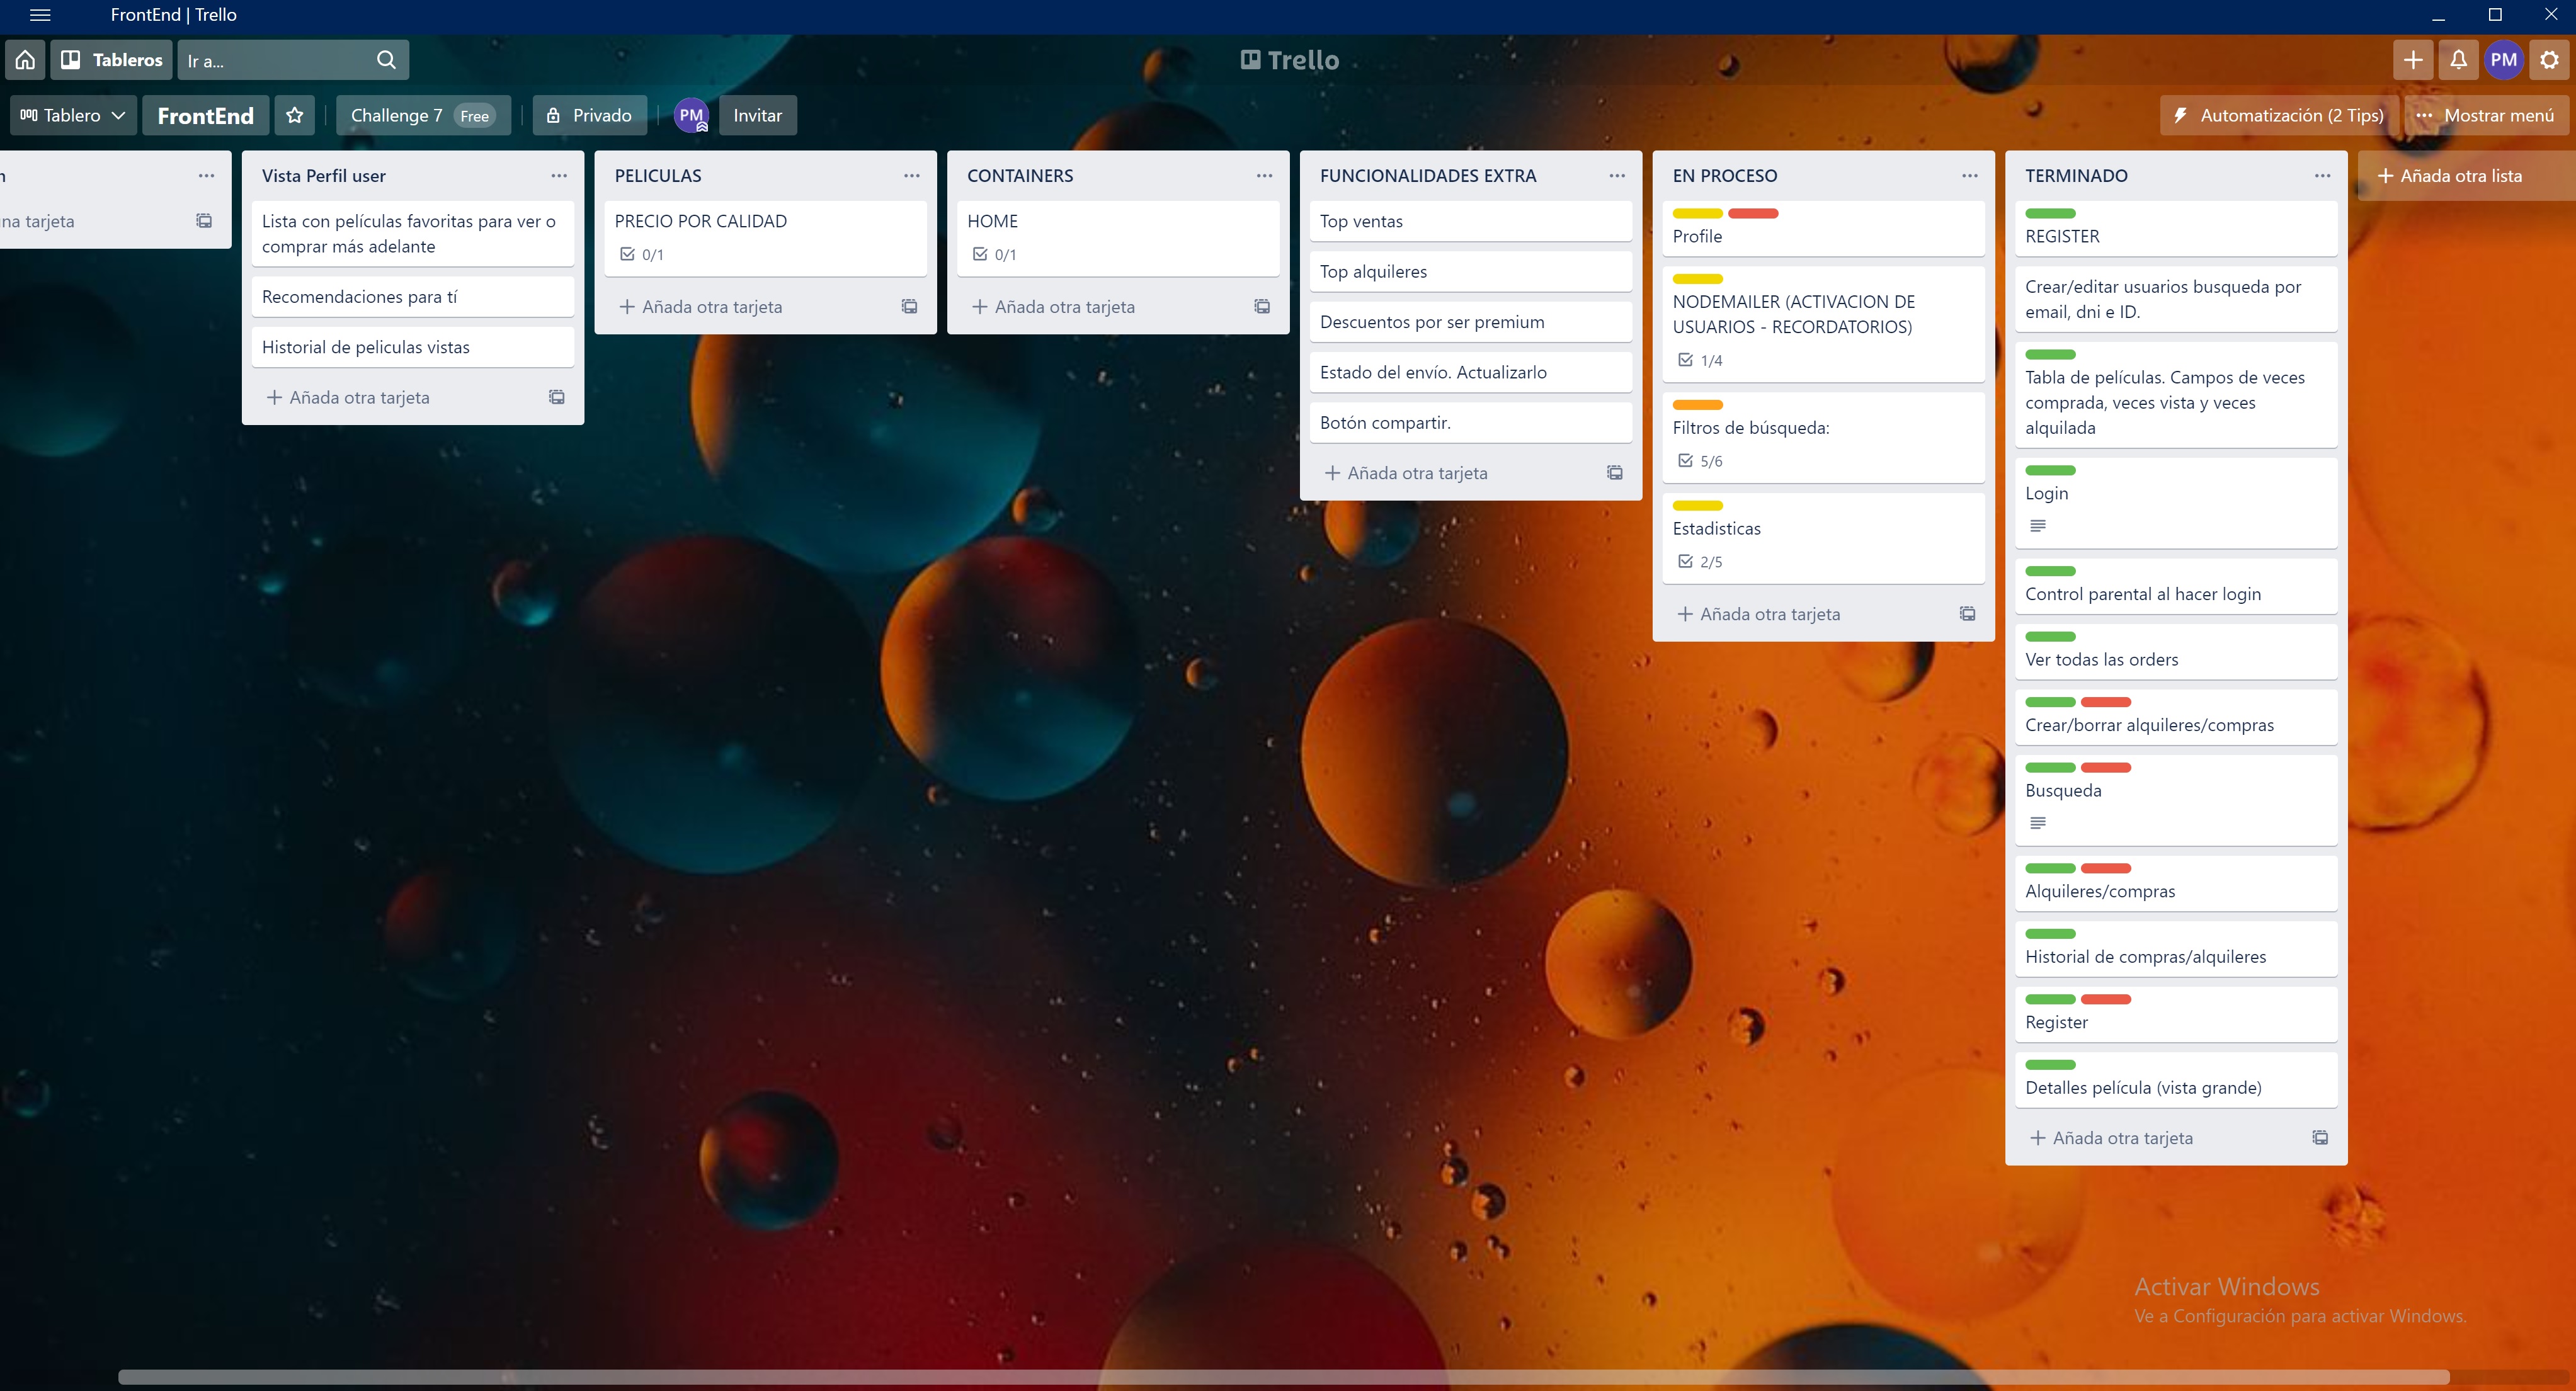 FrontEnd | Trello
Tableros
Ir a...
Trello
PM
Tablero
FrontEnd
Challenge 7 Free
Privado
PM
Invitar
Automatización (2 Tips)
Mostrar menú
n
na tarjeta
Vista Perfil user
Lista con películas favoritas para ver o
comprar más adelante
Recomendaciones para tí
Historial de peliculas vistas
Añada otra tarjeta
PELICULAS
PRECIO POR CALIDAD
0/1
Añada otra tarjeta
CONTAINERS
HOME
0/1
Añada otra tarjeta
FUNCIONALIDADES EXTRA
Top ventas
Top alquileres
Descuentos por ser premium
Estado del envío. Actualizarlo
Botón compartir.
Añada otra tarjeta
EN PROCESO
Profile
NODEMAILER (ACTIVACION DE
USUARIOS - RECORDATORIOS)
1/4
Filtros de búsqueda:
5/6
Estadisticas
2/5
Añada otra tarjeta
TERMINADO
REGISTER
Crear/editar usuarios busqueda por
email, dni e ID.
Tabla de películas. Campos de veces
comprada, veces vista y veces
alquilada
Login
Control parental al hacer login
Ver todas las orders
Crear/borrar alquileres/compras
Busqueda
Alquileres/compras
Historial de compras/alquileres
Register
Detalles película (vista grande)
Añada otra tarjeta
Añada otra lista
Activar Windows
Ve a Configuración para activar Windows.